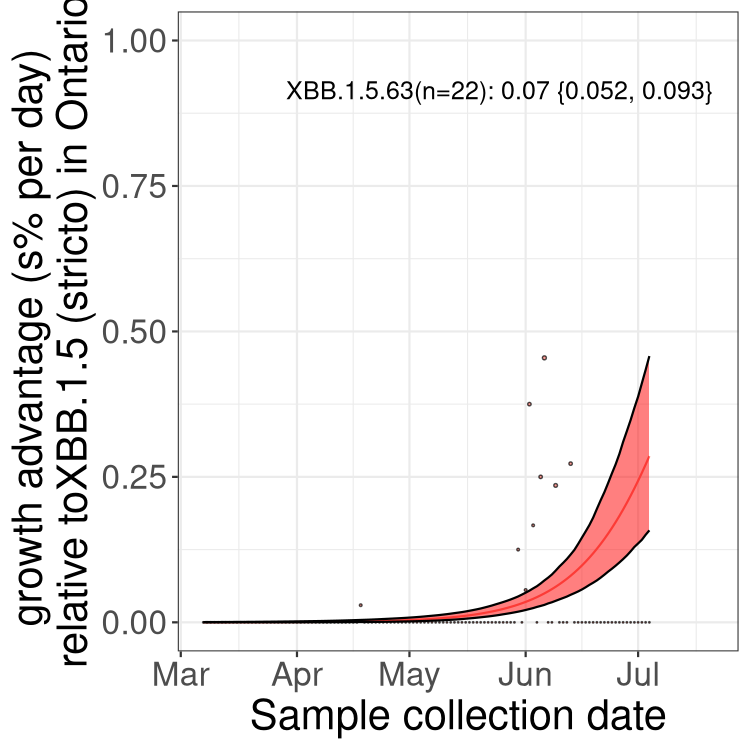 growth advantage (s% per day)
relative toXBB.1.5 (stricto) in Ontario
1.00
0.75
0.50
0.25
0.00
XBB.1.5.63(n=22): 0.07 {0.052, 0.093}
Mar Apr May Jun Jul
Sample collection date